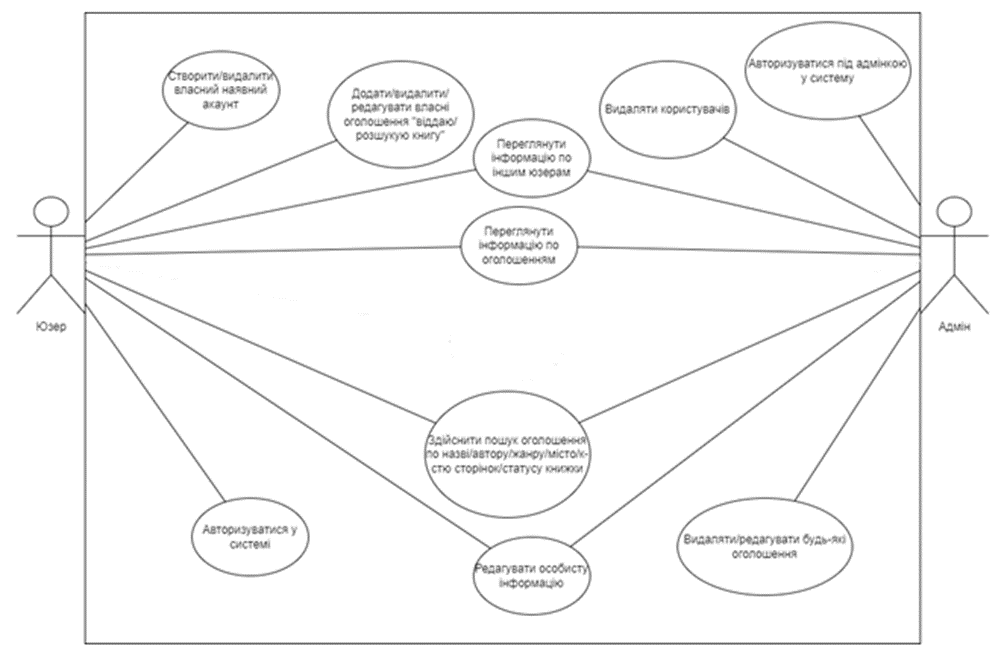 Створити/видалити
власний наявний
акаунт
Додати/видалити/
редагувати власні
оголошення "віддаю/
розшукую книгу"
Видаляти користувачів
Авторизуватися під адмінкою
у систему
Переглянути
інформацію по
іншим юзерам
Переглянути
інформацію по
оголошенням
Юзер
Адмін
Здійснити пошук оголошення
по назві/автору/жанру/місто/к-
стю сторінок/статусу книжки
Авторизуватися у
системі
Редагувати особисту
інформацію
Видаляти/редагувати будь-які
оголошення